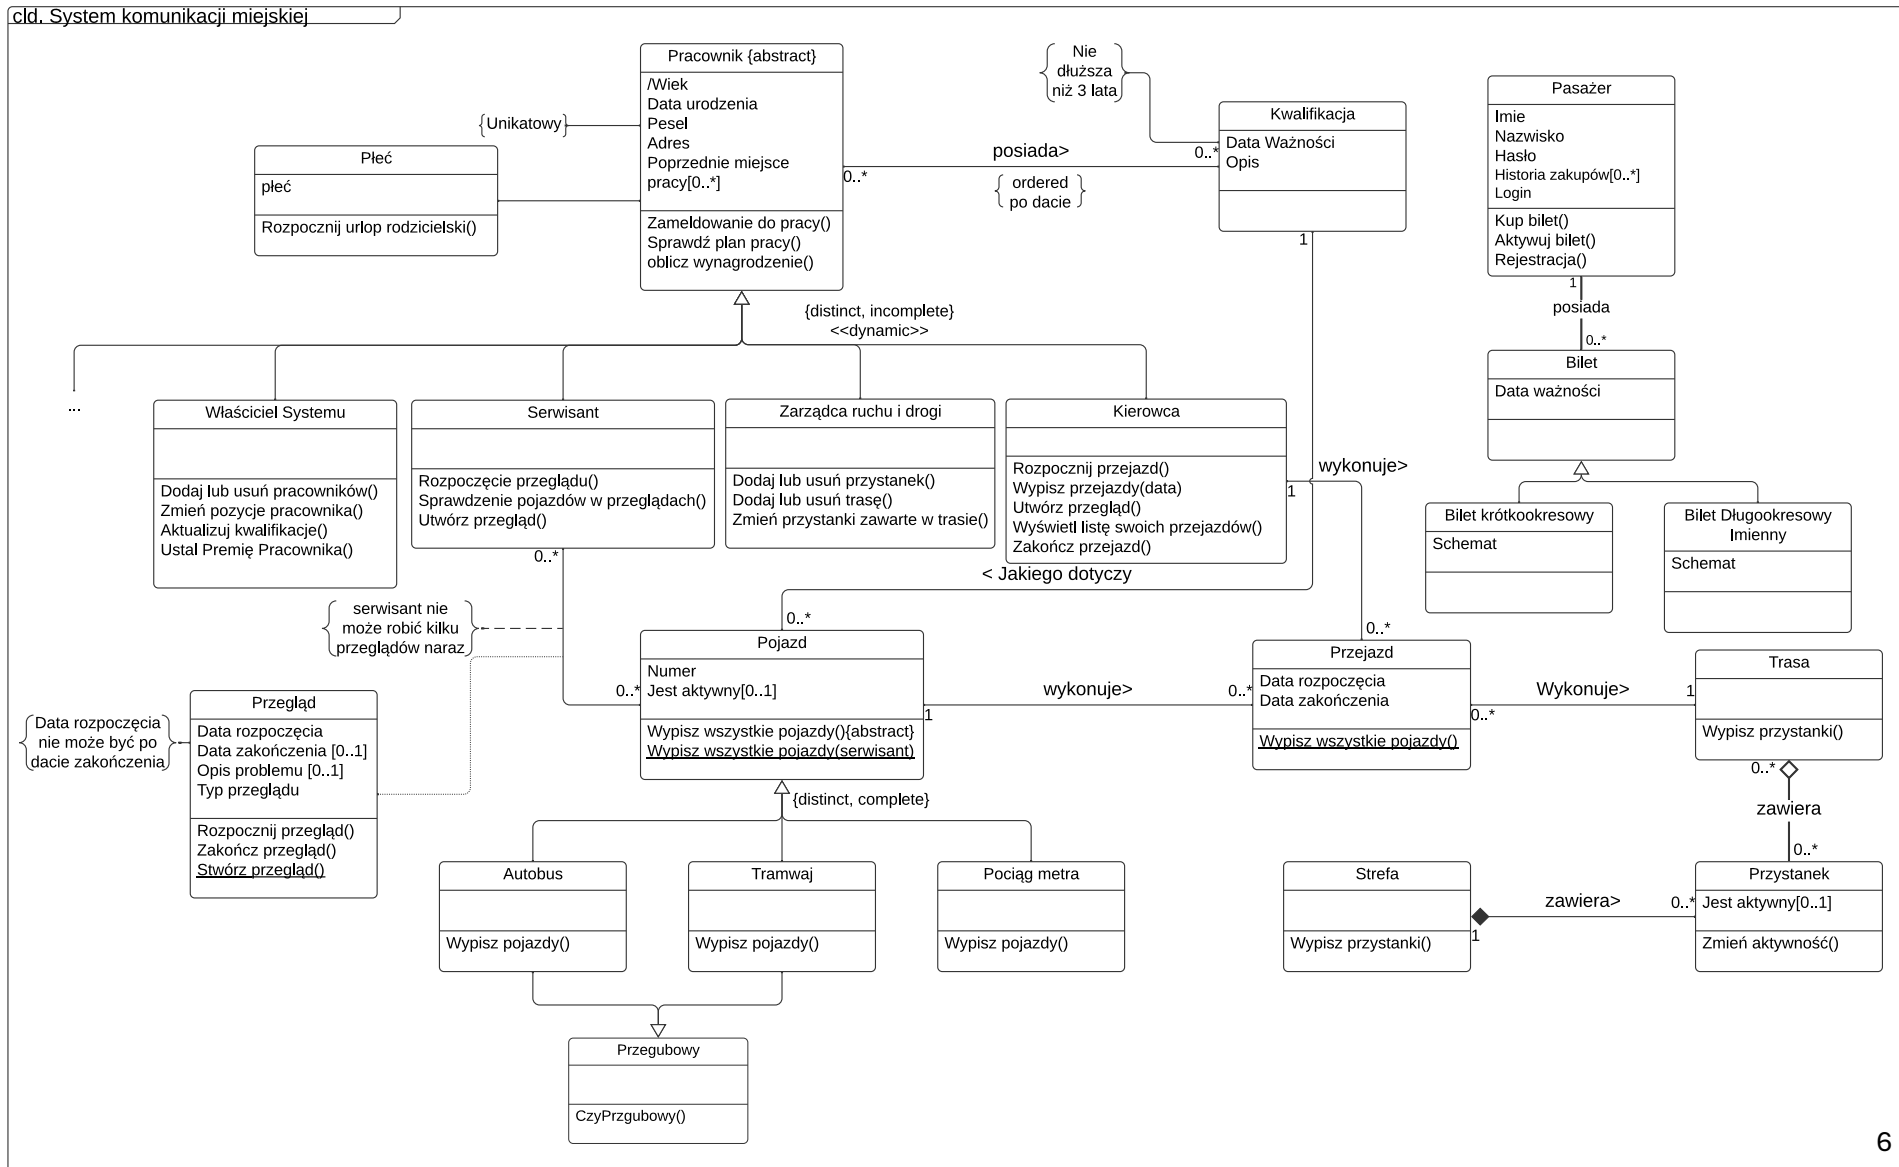 cld. System komunikacji miejskiej
Pracownik {abstract}
/Wiek
Data urodzenia
Pesel
Adres
Poprzednie miejsce
pracy[0..*]
Zameldowanie do pracy()
Sprawdź plan pracy()
oblicz wynagrodzenie()
{Unikatowy}
Płeć
płeć
Rozpocznij urlop rodzicielski()
posiada>
0..*
0..*
{ordered
po dacie}
{Nie
dłuższa
niż 3 lata}
Kwalifikacja
Data Ważności
Opis
1
Pasażer
Imie
Nazwisko
Hasło
Historia zakupów[0..*]
Login
Kup bilet()
Aktywuj bilet()
Rejestracja()
1
posiada
0..*
Bilet
Data ważności
Bilet krótkookresowy
Schemat
Bilet Długookresowy
Imienny
Schemat
{distinct, incomplete}
<<dynamic>>
...
Właściciel Systemu
Dodaj lub usuń pracowników()
Zmień pozycje pracownika()
Aktualizuj kwalifikacje()
Ustal Premię Pracownika()
Serwisant
Rozpoczęcie przeglądu()
Sprawdzenie pojazdów w przeglądach()
Utwórz przegląd()
0..*
Zarządca ruchu i drogi
Dodaj lub usuń przystanek()
Dodaj lub usuń trasę()
Zmień przystanki zawarte w trasie()
Kierowca
Rozpocznij przejazd()
Wypisz przejazdy(data)
Utwórz przegląd()
Wyświetl listę swoich przejazdów()
Zakończ przejazd()
1
wykonuje>
0..*
< Jakiego dotyczy
0..*
{serwisant nie
może robić kilku
przeglądów naraz}
0..*
Pojazd
Numer
Jest aktywny[0..1]
Wypisz wszystkie pojazdy(){abstract}
Wypisz wszystkie pojazdy(serwisant)
1
wykonuje>
0..*
Przejazd
Data rozpoczęcia
Data zakończenia
Wypisz wszystkie pojazdy()
0..*
Wykonuje>
1
Trasa
Wypisz przystanki()
0..*
zawiera
0..*
{Data rozpoczęcia
nie może być po
dacie zakończenia}
Przegląd
Data rozpoczęcia
Data zakończenia [0..1]
Opis problemu [0..1]
Typ przeglądu
Rozpocznij przegląd()
Zakończ przegląd()
Stwórz przegląd()
{distinct, complete}
Autobus
Wypisz pojazdy()
Tramwaj
Wypisz pojazdy()
Pociąg metra
Wypisz pojazdy()
Strefa
Wypisz przystanki()
1
zawiera>
0..*
Przystanek
Jest aktywny[0..1]
Zmień aktywność()
Przegubowy
CzyPrzgubowy()
6